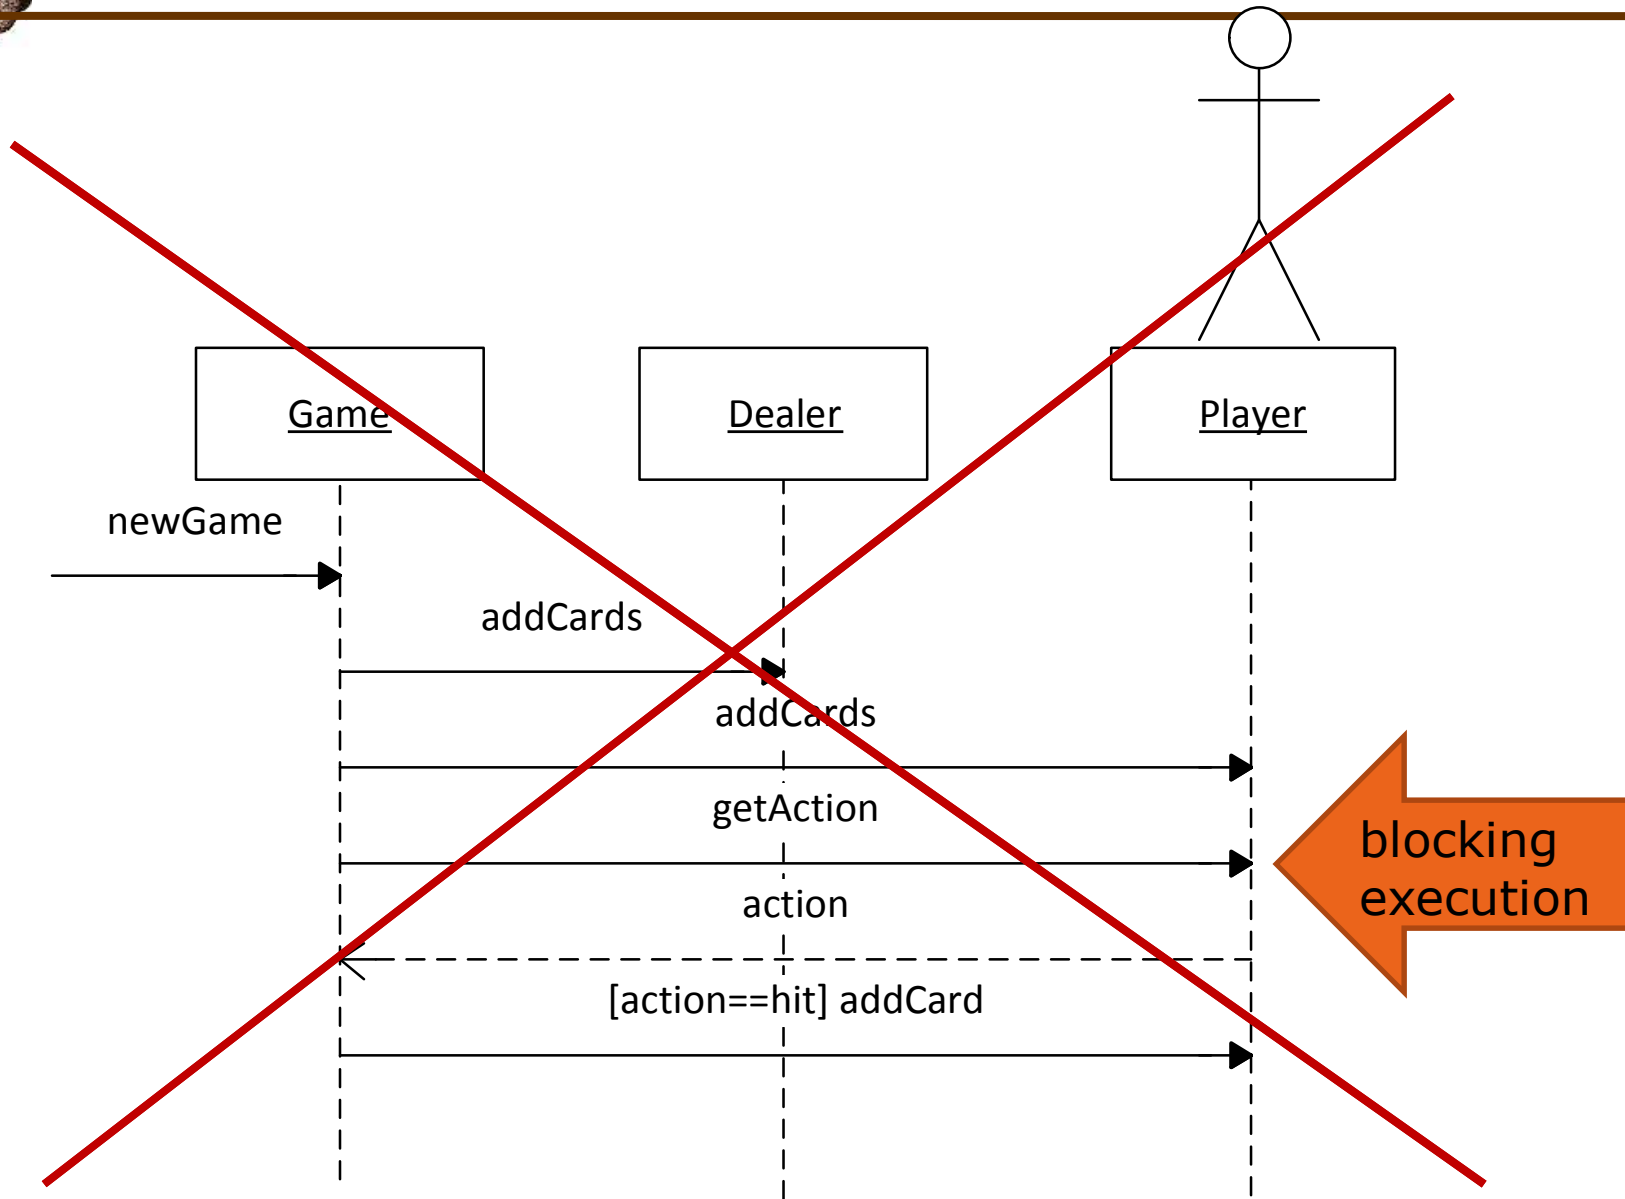 Game
Dealer
Player
newGame
addCards
addCards
getAction
blocking
execution
action
[action==hit] addCard